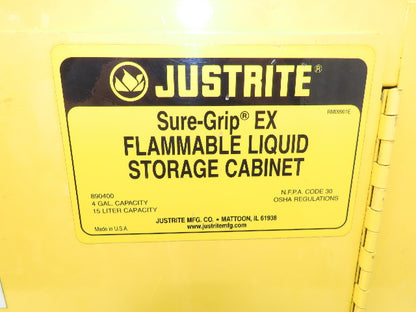 JUSTRITE®
RM03901E
Sure-Grip® EX
FLAMMABLE LIQUID
STORAGE CABINET
890400
4 GAL. CAPACITY
15 LITER CAPACITY
N.F.P.A. CODE 30
OSHA REGULATIONS
JUSTRITE MFG. CO. • MATTOON, IL 61938
www.justritemfg.com
Made in U.S.A.